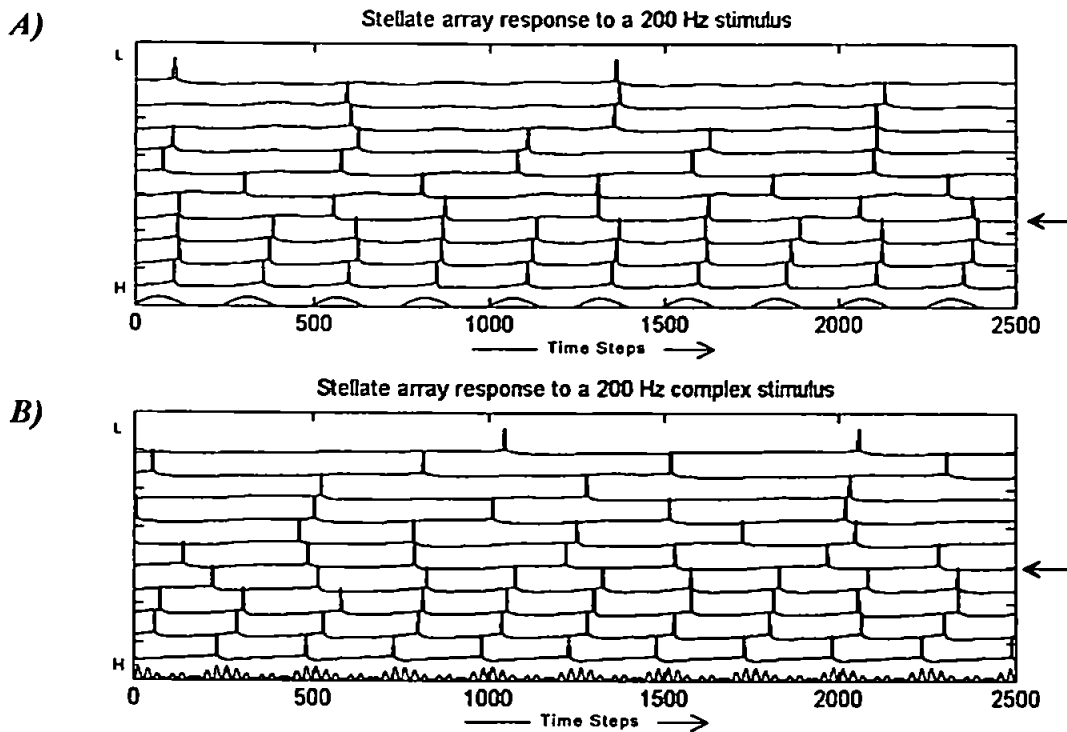 A)
Stellate array response to a 200 Hz stimulus
L
H
0 500 1000 1500 2000 2500
Time Steps
B)
Stellate array response to a 200 Hz complex stimulus
L
H
0 500 1000 1500 2000 2500
Time Steps